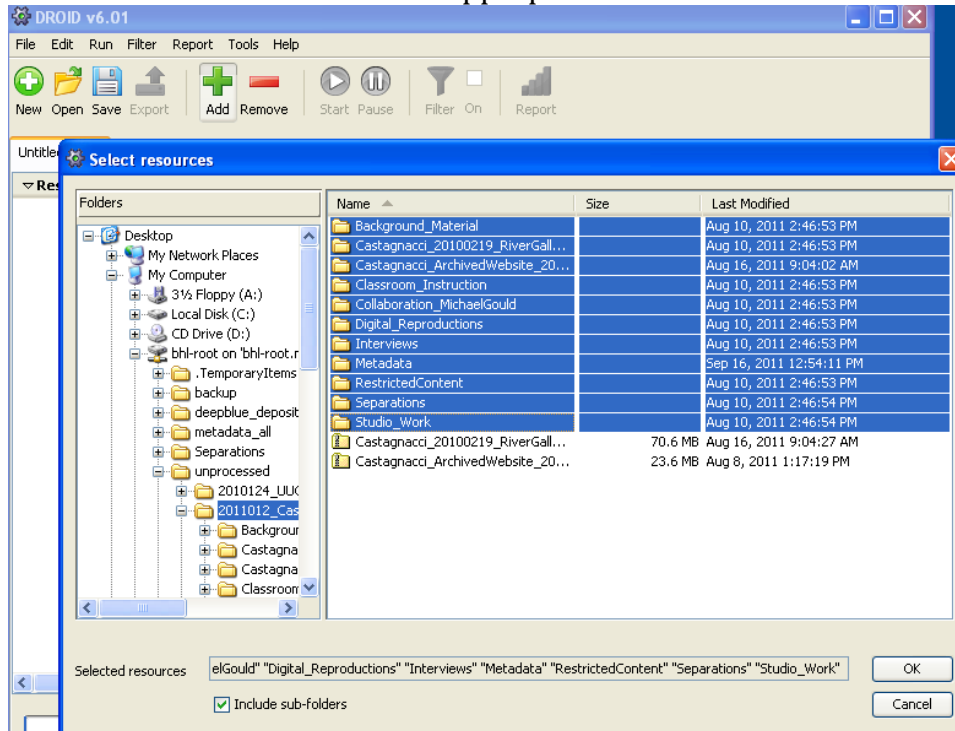 DROID v6.01
File Edit Run Filter Report Tools Help
New Open Save Export Add Remove Start Pause Filter On Report
Untitle
Select resources
Res
Folders
Desktop
My Network Places
My Computer
3½ Floppy (A:)
Local Disk (C:)
CD Drive (D:)
bhl-root on 'bhl-root.r
.TemporaryItems
backup
deepblue_deposit
metadata_all
Separations
unprocessed
2010124_UUC
2011012_Cas
Backgrour
Castagna
Castagna
Classroon
Name Size Last Modified
Background_Material Aug 10, 2011 2:46:53 PM
Castagnacci_20100219_RiverGall... Aug 10, 2011 2:46:53 PM
Castagnacci_ArchivedWebsite_20... Aug 16, 2011 9:04:02 AM
Classroom_Instruction Aug 10, 2011 2:46:53 PM
Collaboration_MichaelGould Aug 10, 2011 2:46:53 PM
Digital_Reproductions Aug 10, 2011 2:46:53 PM
Interviews Aug 10, 2011 2:46:53 PM
Metadata Sep 16, 2011 12:54:11 PM
RestrictedContent Aug 10, 2011 2:46:53 PM
Separations Aug 10, 2011 2:46:54 PM
Studio_Work Aug 10, 2011 2:46:54 PM
Castagnacci_20100219_RiverGall... 70.6 MB Aug 16, 2011 9:04:27 AM
Castagnacci_ArchivedWebsite_20... 23.6 MB Aug 8, 2011 1:17:19 PM
Selected resources elGould" "Digital_Reproductions" "Interviews" "Metadata" "RestrictedContent" "Separations" "Studio_Work" OK
Include sub-folders Cancel